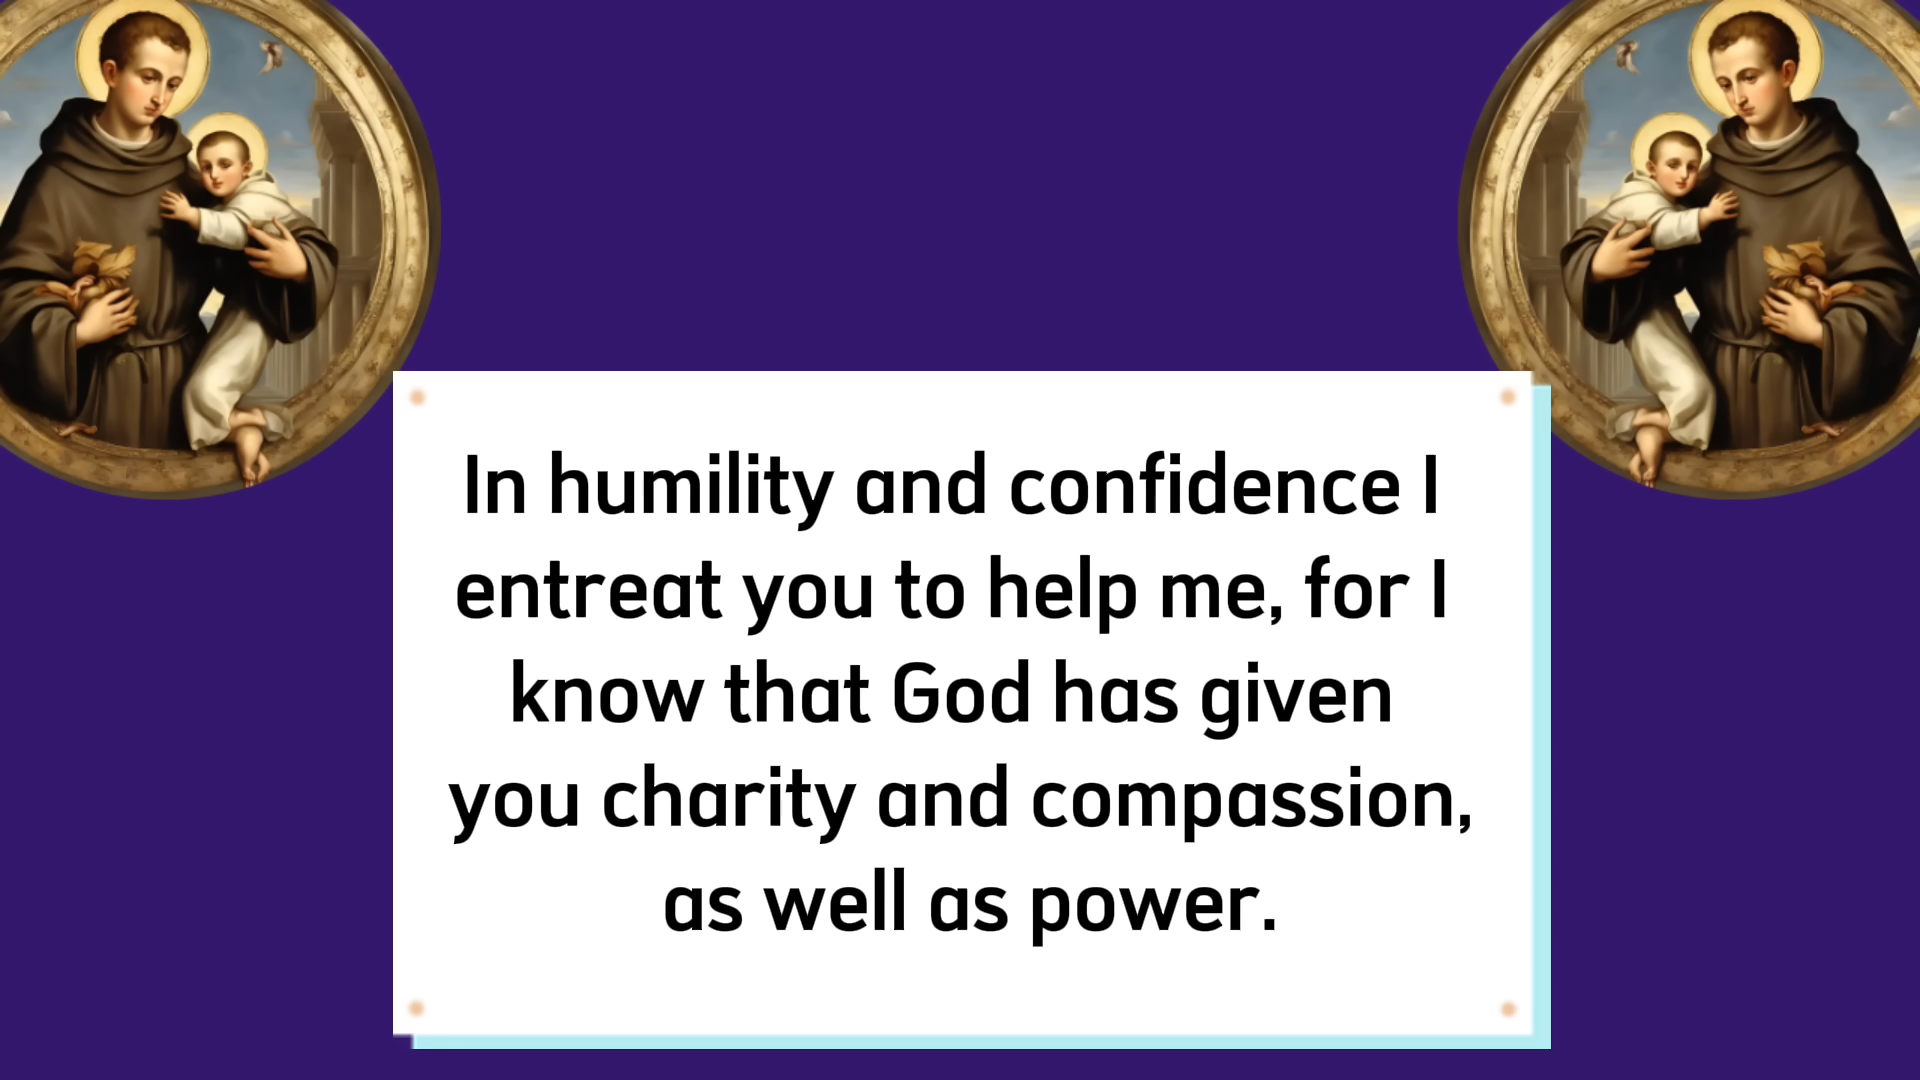 In humility and confidence I
entreat you to help me, for I
know that God has given
you charity and compassion,
as well as power.